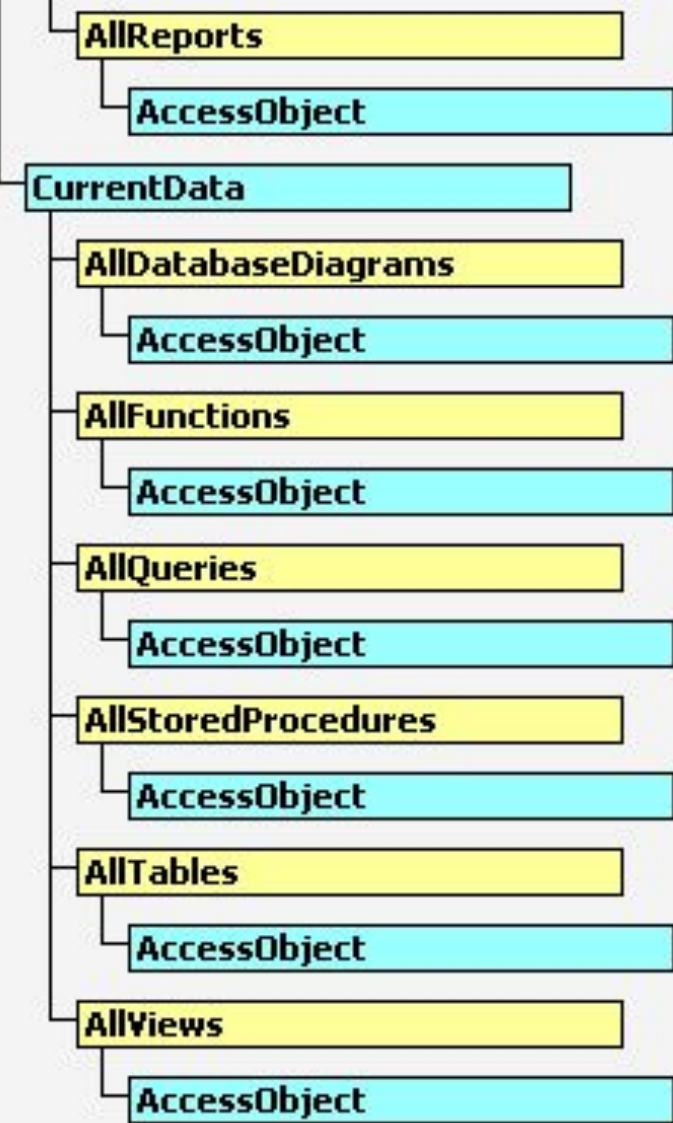 AllReports
AccessObject
CurrentData
AllDatabaseDiagrams
AccessObject
AllFunctions
AccessObject
AllQueries
AccessObject
AllStoredProcedures
AccessObject
AllTables
AccessObject
AllViews
AccessObject